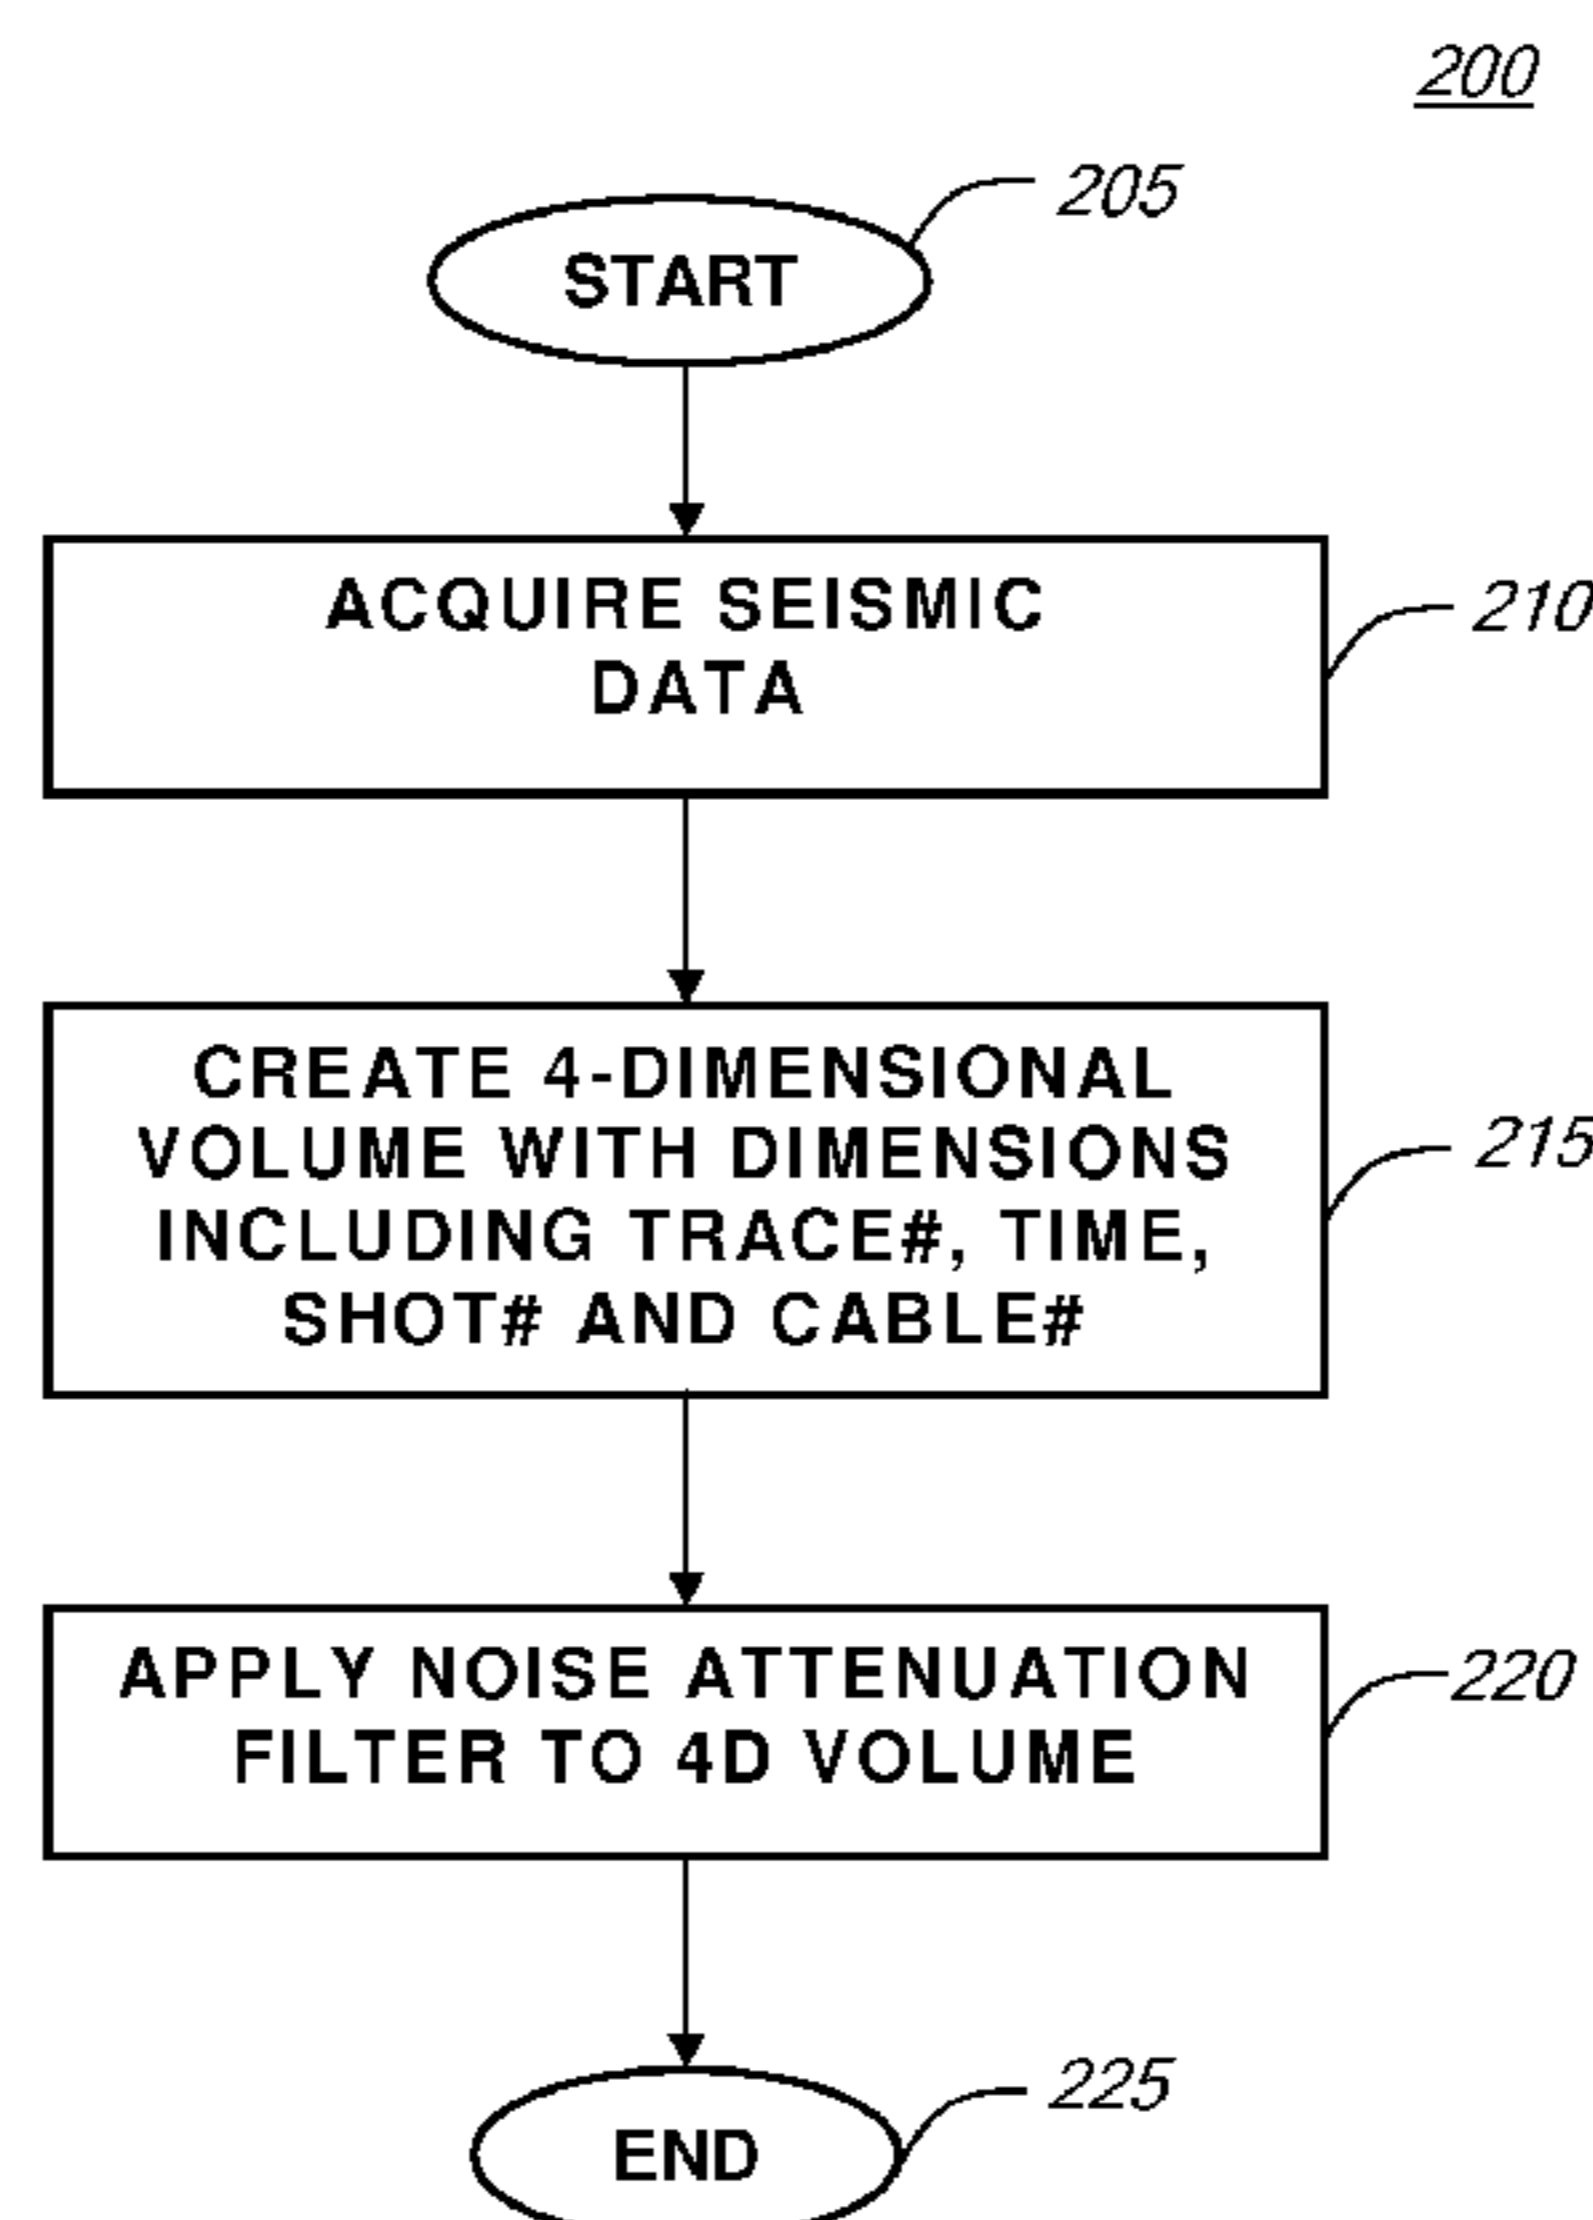 200
205
START
ACQUIRE SEISMIC
DATA
210
CREATE 4-DIMENSIONAL
VOLUME WITH DIMENSIONS
INCLUDING TRACE#, TIME,
SHOT# AND CABLE#
215
APPLY NOISE ATTENUATION
FILTER TO 4D VOLUME
220
225
END